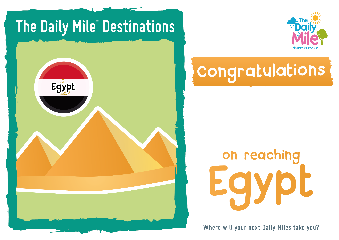 The Daily Mile® Destinations
Egypt
The
Daily
Mile
Congratulations
on reaching
Egypt
Where will your next Daily Miles take you?